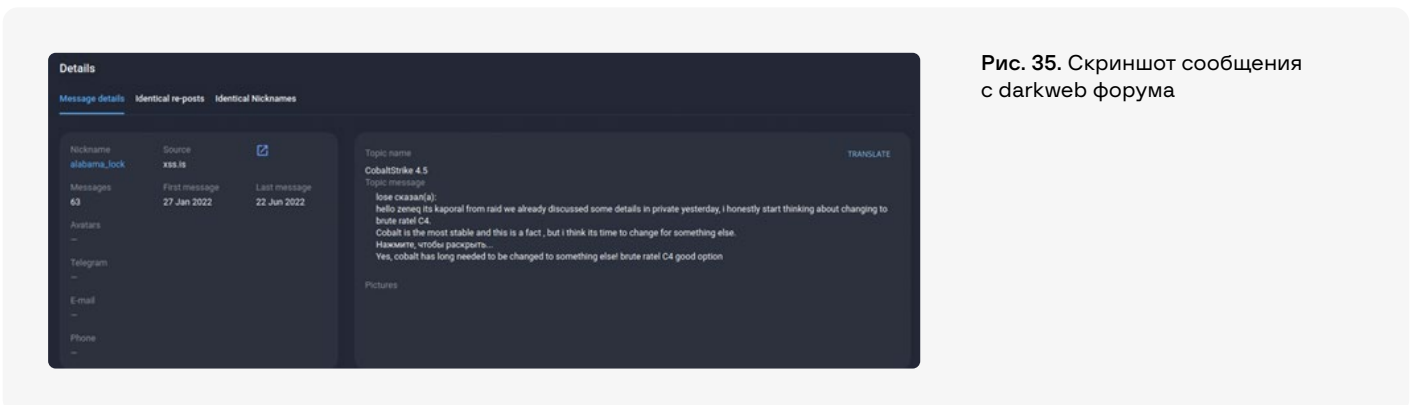 Details
Message details Identical re-posts Identical Nicknames
Nickname Source
alabama_lock xss.is
Messages First message Last message
63 27 Jan 2022 22 Jun 2022
Avatars
—
Telegram
—
E-mail
—
Phone
—
Topic name TRANSLATE
CobaltStrike 4.5
Topic message
lose сказал(а):
hello zeneq its kaporal from raid we already discussed some details in private yesterday, i honestly start thinking about changing to
brute ratel C4.
Cobalt is the most stable and this is a fact , but i think its time to change for something else.
Нажмите, чтобы раскрыть...
Yes, cobalt has long needed to be changed to something else! brute ratel C4 good option
Pictures
Рис. 35. Скриншот сообщения
с darkweb форума